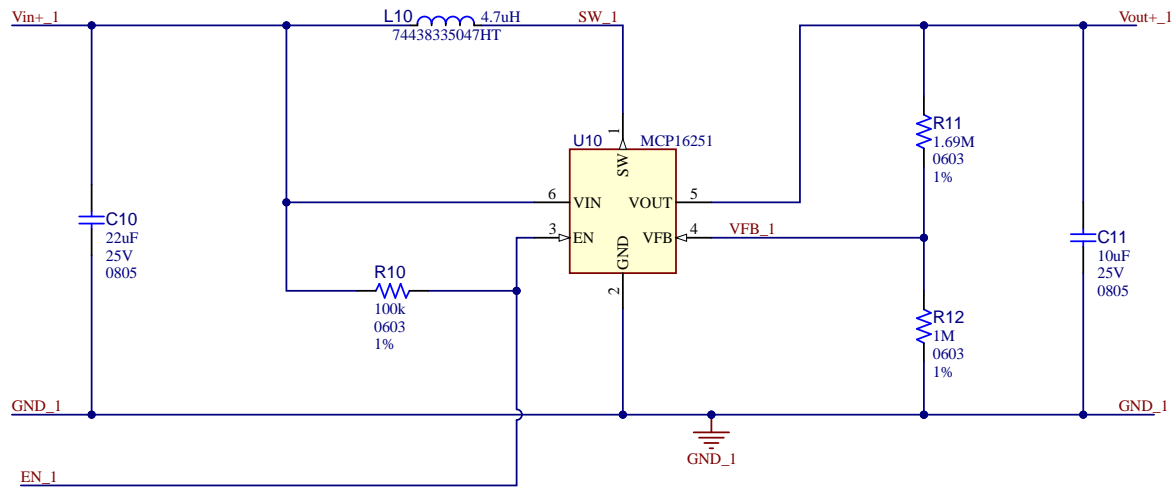 Vin+_1
L10
4.7uH
74438335047HT
SW_1
Vout+_1
U10
MCP16251
1
SW
6
VIN
VOUT
5
3
EN
VFB
4
VFB_1
GND
2
C10
22uF
25V
0805
R10
100k
0603
1%
R11
1.69M
0603
1%
C11
10uF
25V
0805
R12
1M
0603
1%
GND_1
GND_1
GND_1
EN_1